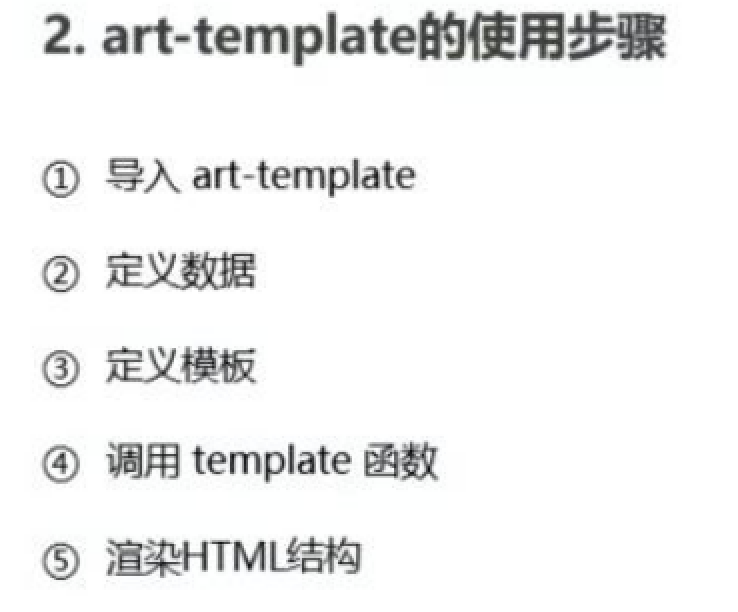 2. art-template的使用步骤
① 导入 art-template
② 定义数据
③ 定义模板
④ 调用 template 函数
⑤ 渲染HTML结构